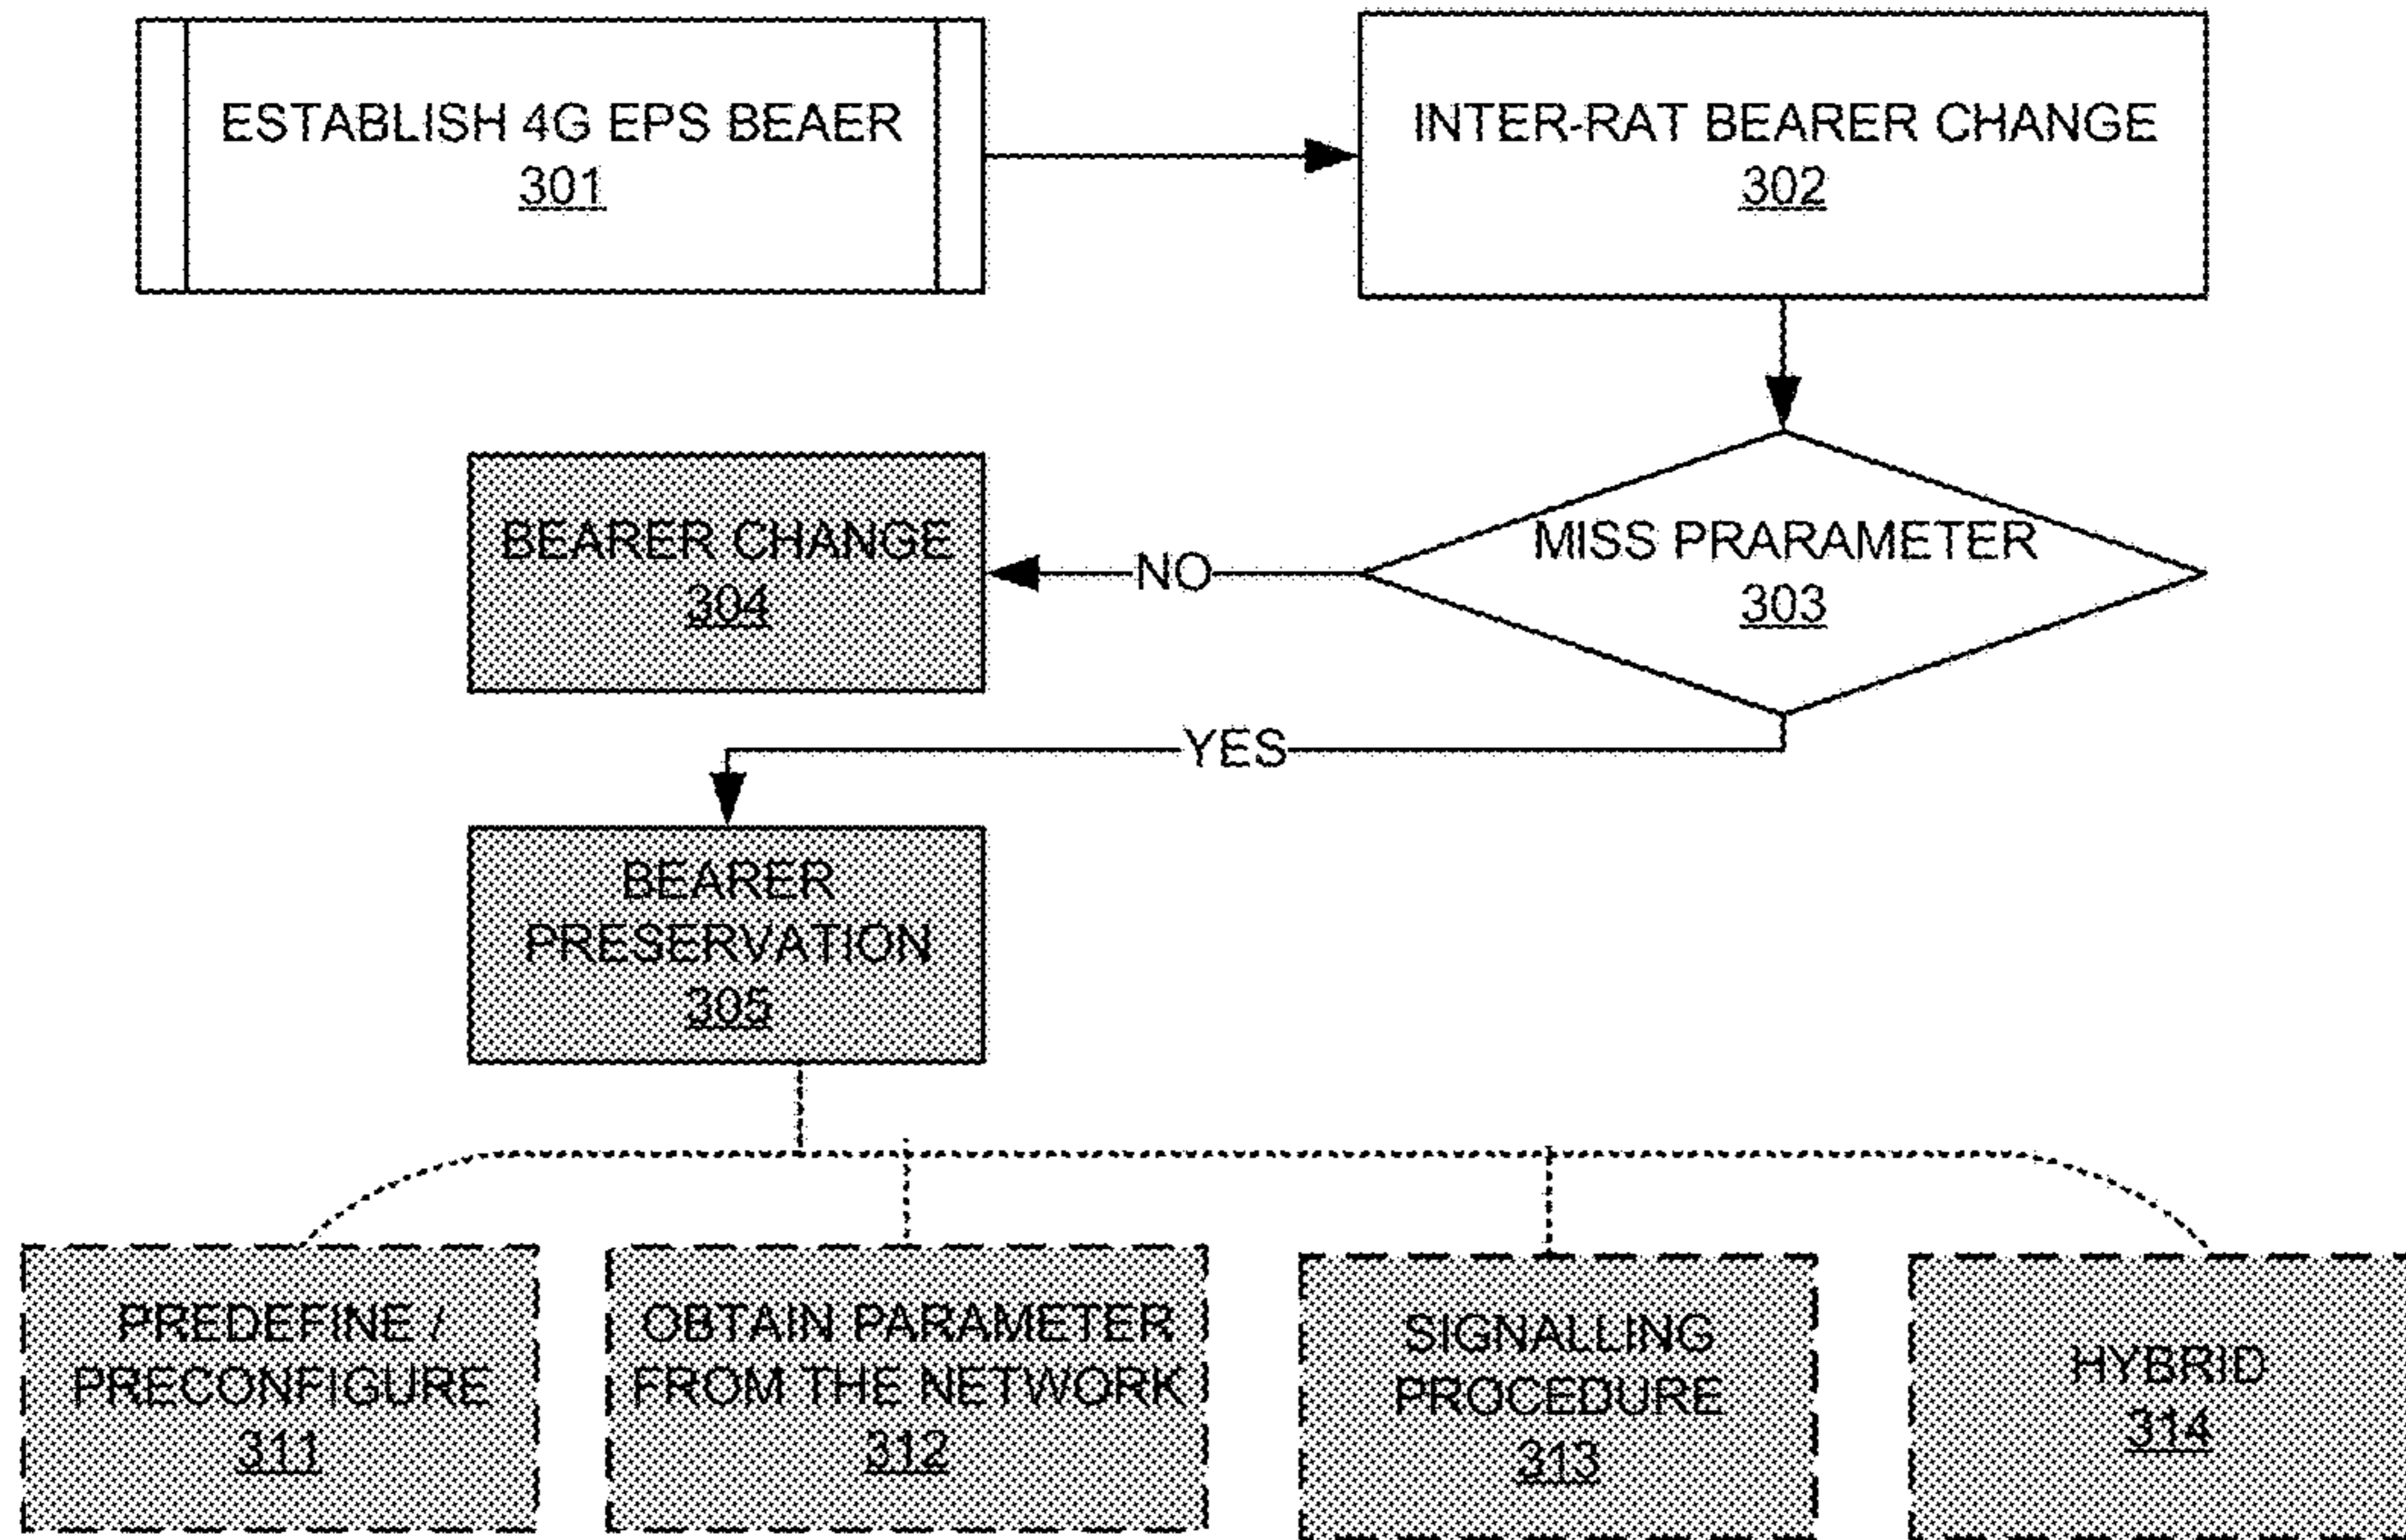 ESTABLISH 4G EPS BEAER
301
INTER-RAT BEARER CHANGE
302
MISS PRARAMETER
303
BEARER CHANGE
304
NO
YES
BEARER
PRESERVATION
305
PREDEFINE /
PRECONFIGURE
311
OBTAIN PARAMETER
FROM THE NETWORK
312
SIGNALLING
PROCEDURE
313
HYBRID
314